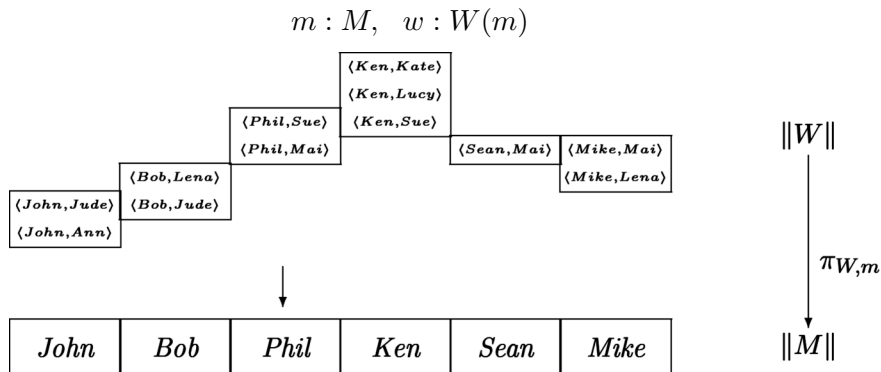 m : M,   w : W(m)
⟨Ken,Kate⟩
⟨Ken,Lucy⟩
⟨Phil,Sue⟩ ⟨Ken,Sue⟩
⟨Phil,Mai⟩ ⟨Sean,Mai⟩ ⟨Mike,Mai⟩ ‖W‖
⟨Bob,Lena⟩ ⟨Mike,Lena⟩
⟨John,Jude⟩ ⟨Bob,Jude⟩
⟨John,Ann⟩
π_{W,m}
John Bob Phil Ken Sean Mike ‖M‖